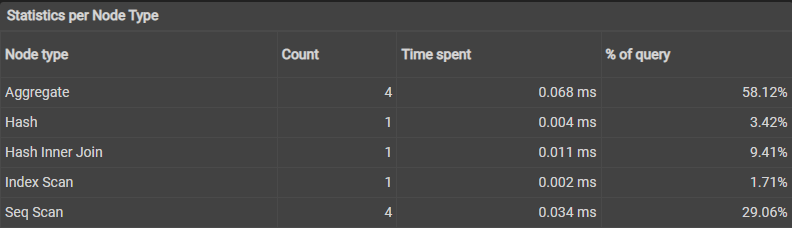 Statistics per Node Type
Node type Count Time spent % of query
Aggregate 4 0.068 ms 58.12%
Hash 1 0.004 ms 3.42%
Hash Inner Join 1 0.011 ms 9.41%
Index Scan 1 0.002 ms 1.71%
Seq Scan 4 0.034 ms 29.06%